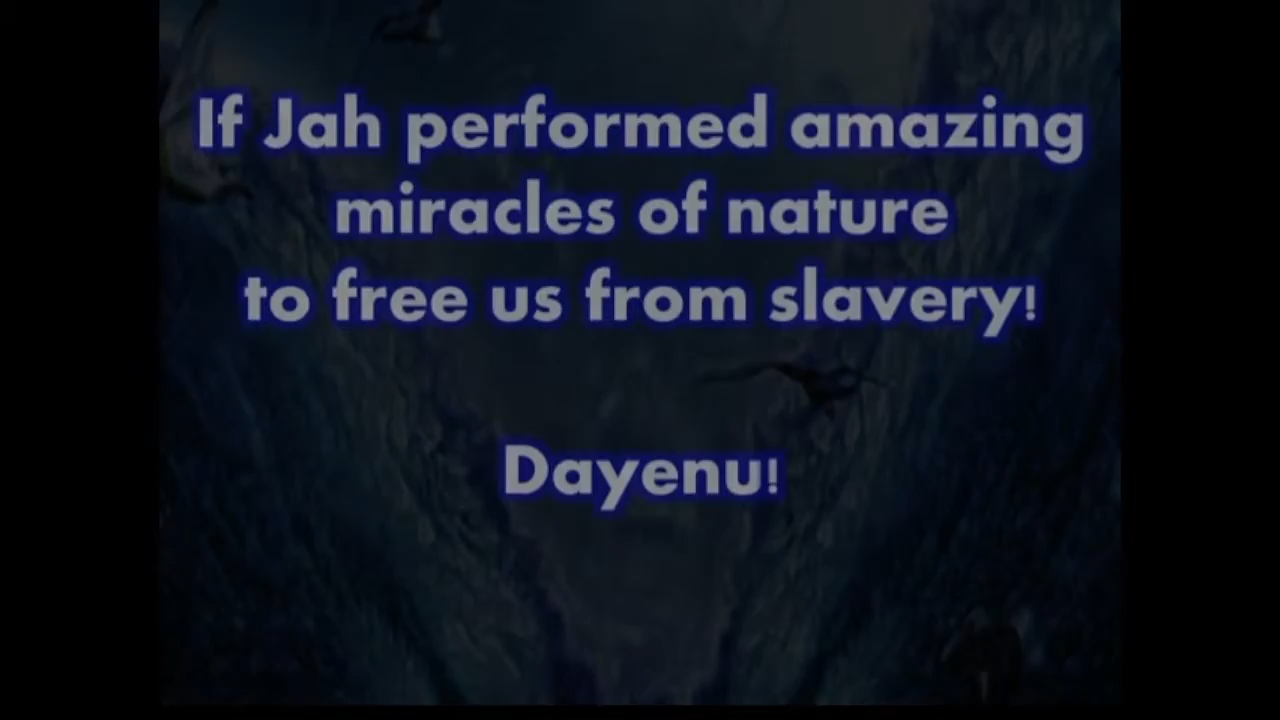 If Jah performed amazing
miracles of nature
to free us from slavery!
Dayenu!